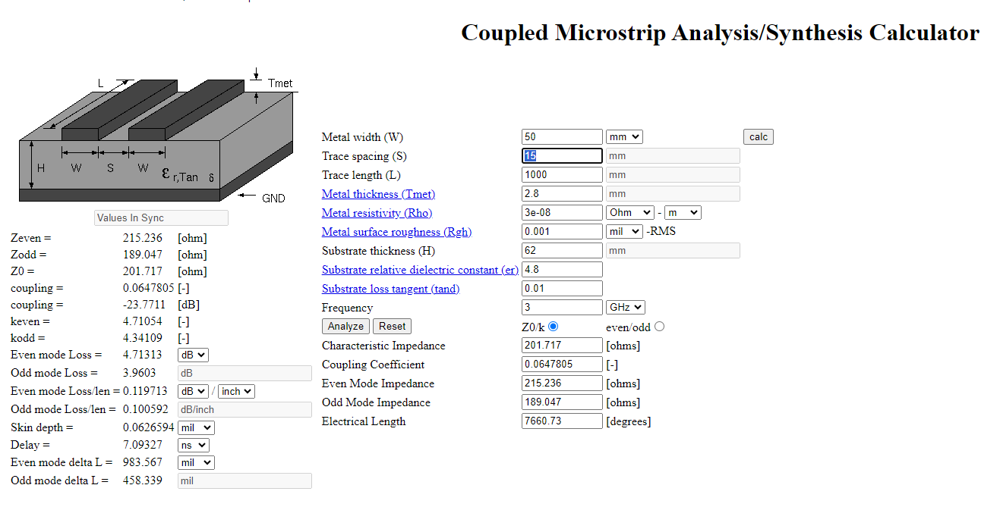 Coupled Microstrip Analysis/Synthesis Calculator
L
Tmet
H
W
S
W
εr,Tan δ
GND
Values In Sync
Zeven = 215.236 [ohm]
Zodd = 189.047 [ohm]
Z0 = 201.717 [ohm]
coupling = 0.0647805 [-]
coupling = -23.7711 [dB]
keven = 4.71054 [-]
kodd = 4.34109 [-]
Even mode Loss = 4.71313 dB
Odd mode Loss = 3.9603 dB
Even mode Loss/len = 0.119713 dB / inch
Odd mode Loss/len = 0.100592 dB/inch
Skin depth = 0.0626594 mil
Delay = 7.09327 ns
Even mode delta L = 983.567 mil
Odd mode delta L = 458.339 mil
Metal width (W) 50 mm calc
Trace spacing (S) 15 mm
Trace length (L) 1000 mm
Metal thickness (Tmet) 2.8 mm
Metal resistivity (Rho) 3e-08 Ohm - m
Metal surface roughness (Rgh) 0.001 mil -RMS
Substrate thickness (H) 62 mm
Substrate relative dielectric constant (er) 4.8
Substrate loss tangent (tand) 0.01
Frequency 3 GHz
Analyze Reset Z0/k even/odd
Characteristic Impedance 201.717 [ohms]
Coupling Coefficient 0.0647805 [-]
Even Mode Impedance 215.236 [ohms]
Odd Mode Impedance 189.047 [ohms]
Electrical Length 7660.73 [degrees]